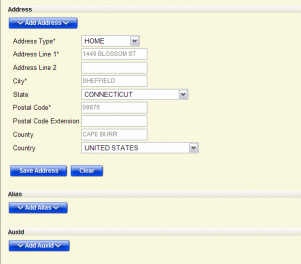 Address
Add Address
Address Type* HOME
Address Line 1* 1449 BLOSSOM ST
Address Line 2
City* SHEFFIELD
State CONNECTICUT
Postal Code* 09876
Postal Code Extension
County CAPE BURR
Country UNITED STATES
Save Address Clear
Alias
Add Alias
AuxId
Add AuxId